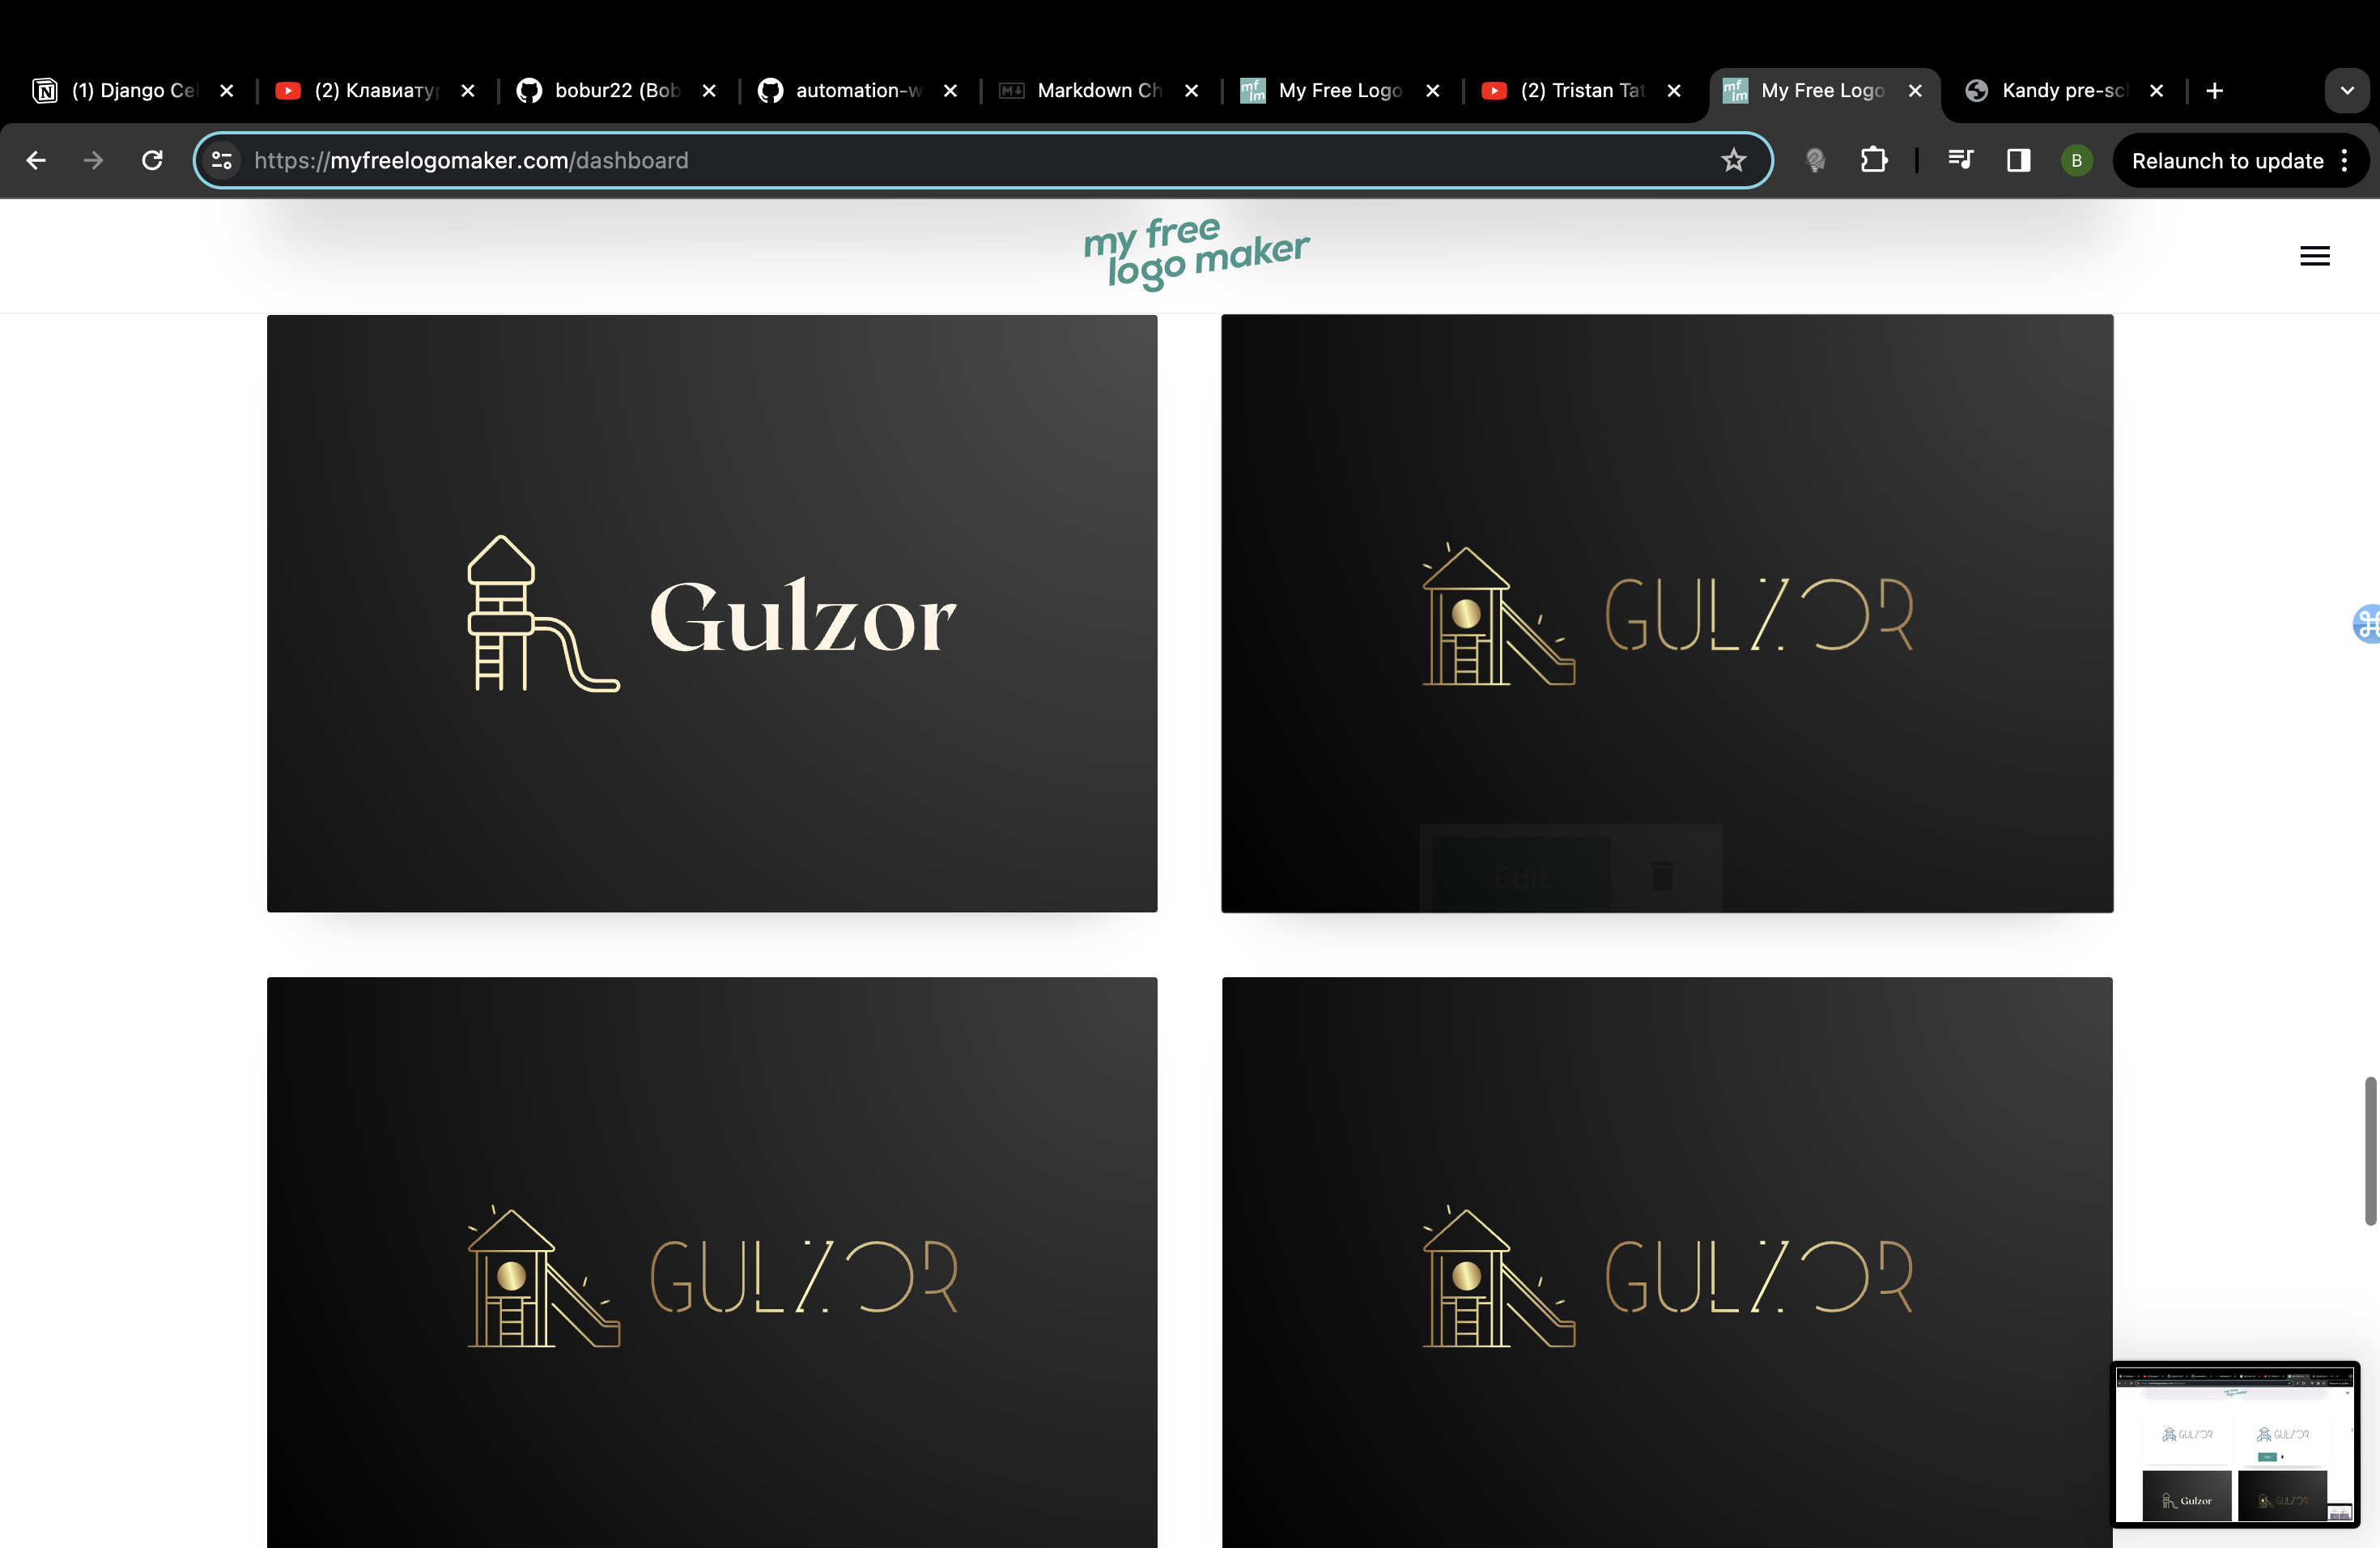 (1) Django Cel
(2) Клавиатур
bobur22 (Bob
automation-w
Markdown Ch
My Free Logo
(2) Tristan Tat
My Free Logo
Kandy pre-scl
https://myfreelogomaker.com/dashboard
B
Relaunch to update
my free
logo maker
Gulzor
GULZOR
Edit
GULZOR
GULZOR